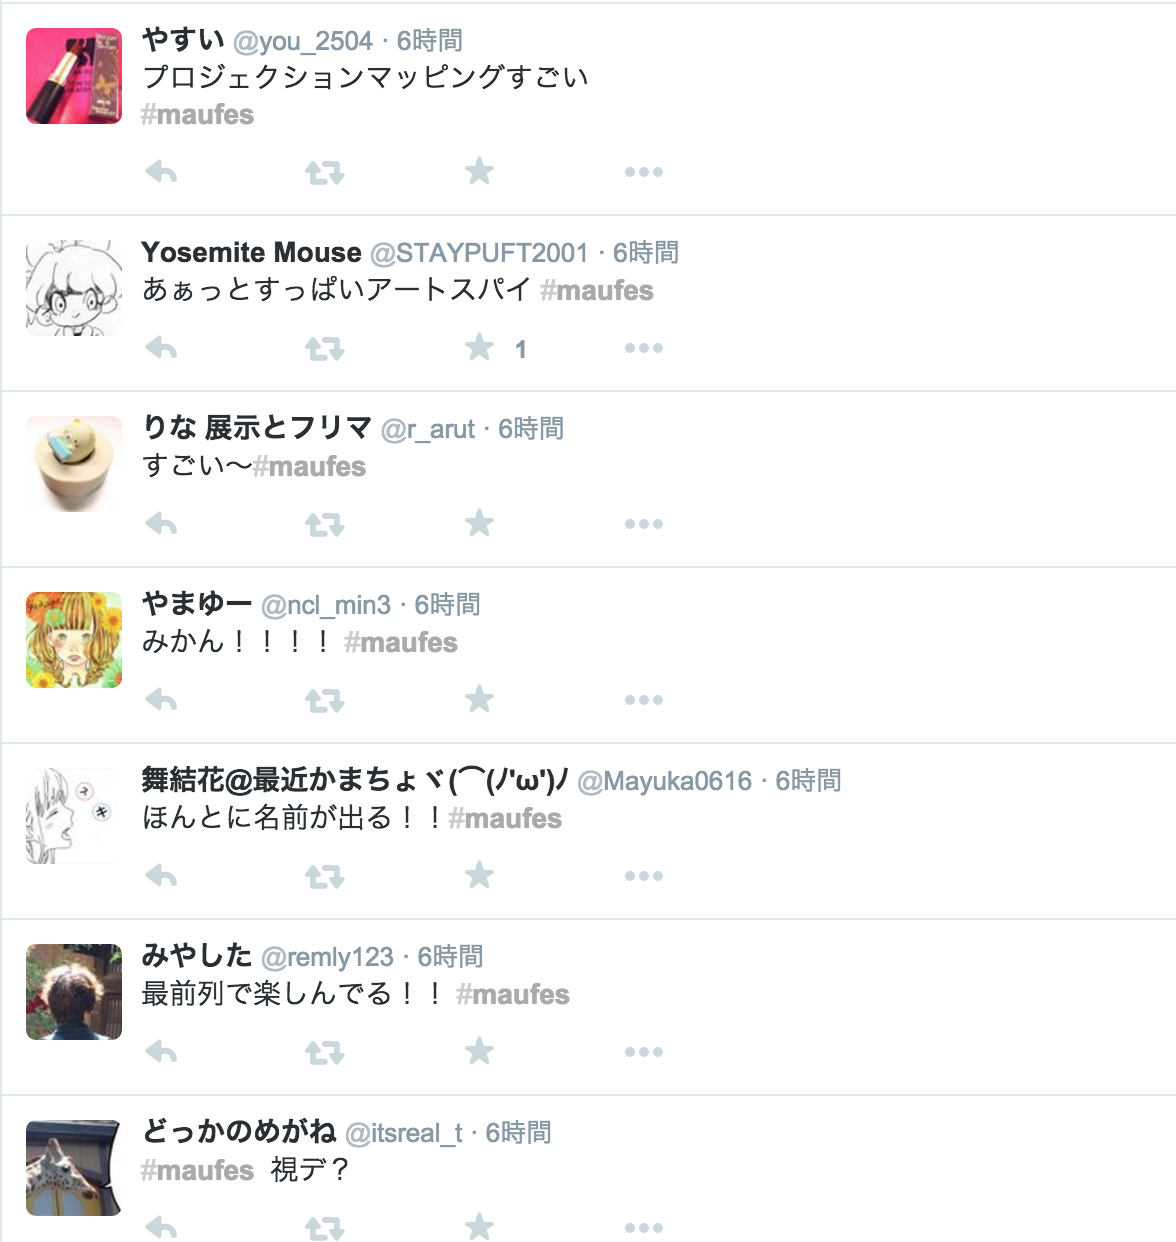 やすい @you_2504 · 6時間
プロジェクションマッピングすごい
#maufes
Yosemite Mouse @STAYPUFT2001 · 6時間
あぁっとすっぱいアートスパイ #maufes
1
りな 展示とフリマ @r_arut · 6時間
すごい〜#maufes
やまゆー @ncl_min3 · 6時間
みかん！！！！ #maufes
舞結花@最近かまちょヾ(⌒(ﾉ'ω')ﾉ @Mayuka0616 · 6時間
ほんとに名前が出る！！#maufes
みやした @remly123 · 6時間
最前列で楽しんでる！！ #maufes
どっかのめがね @itsreal_t · 6時間
#maufes 視デ？